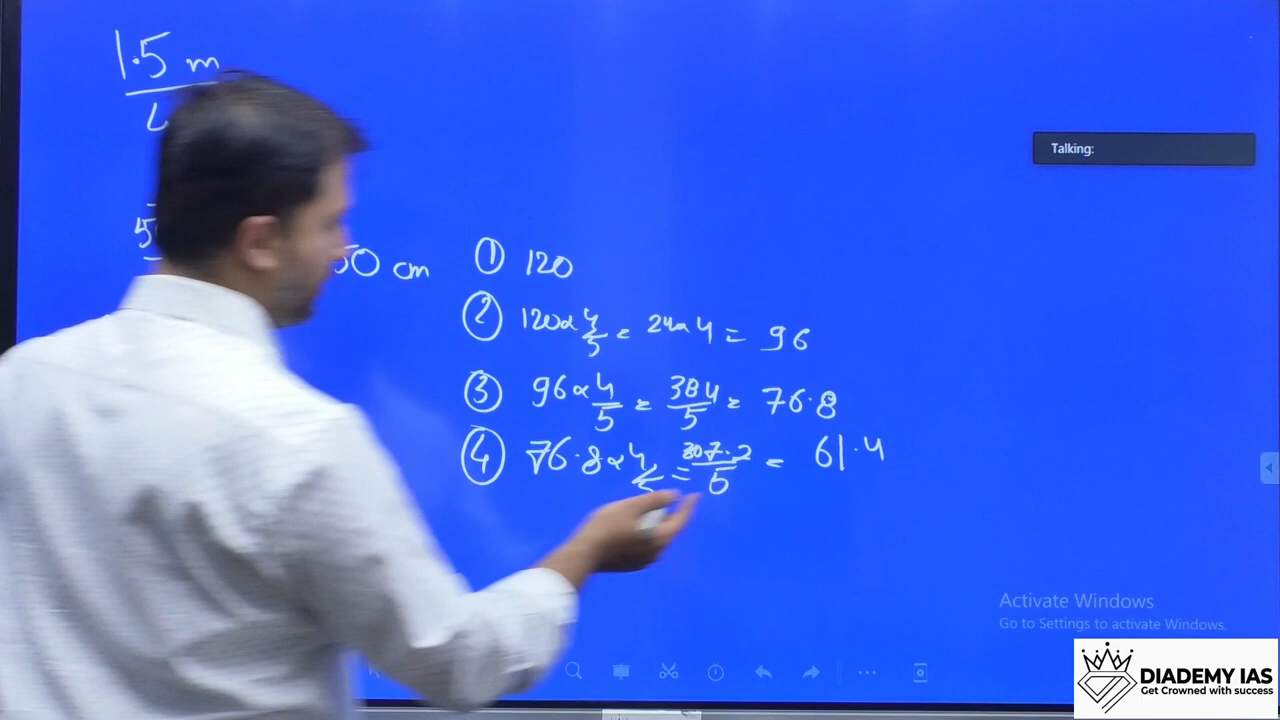 1.5 m
Talking:
50 cm
① 120
② 120 × 4/5 = 24 × 4 = 96
③ 96 × 4/5 = 384/5 = 76.8
④ 76.8 × 4/5 = 307.2/5 = 61.4
Activate Windows
Go to Settings to activate Windows.
DIADEMY IAS
Get Crowned with success